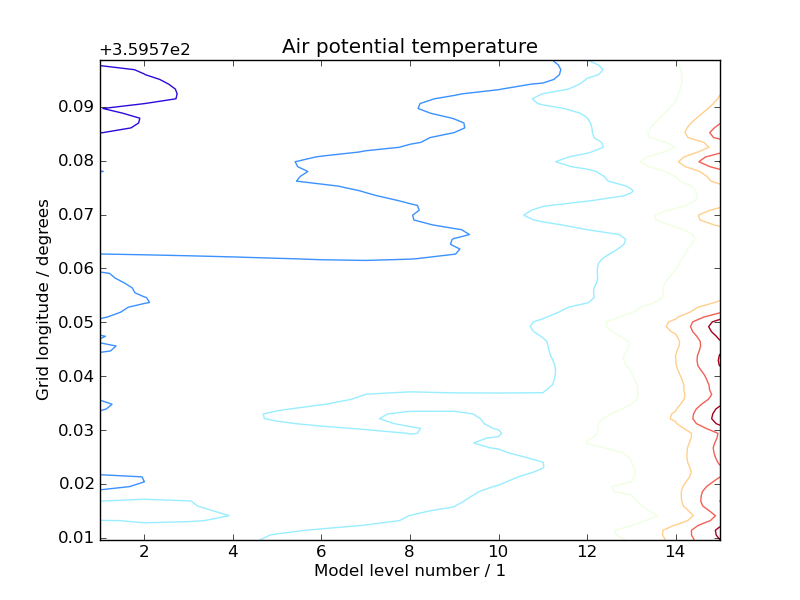 Air potential temperature
+3.5957e2
0.09
0.08
0.07
0.06
0.05
0.04
0.03
0.02
0.01
Grid longitude / degrees
2 4 6 8 10 12 14
Model level number / 1